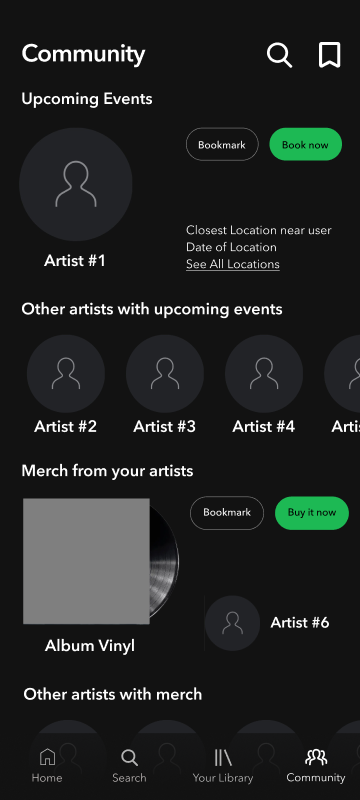 Community
Upcoming Events
Bookmark
Book now
Closest Location near user
Date of Location
See All Locations
Artist #1
Other artists with upcoming events
Artist #2
Artist #3
Artist #4
Arti
Merch from your artists
Bookmark
Buy it now
Artist #6
Album Vinyl
Other artists with merch
Home
Search
Your Library
Community